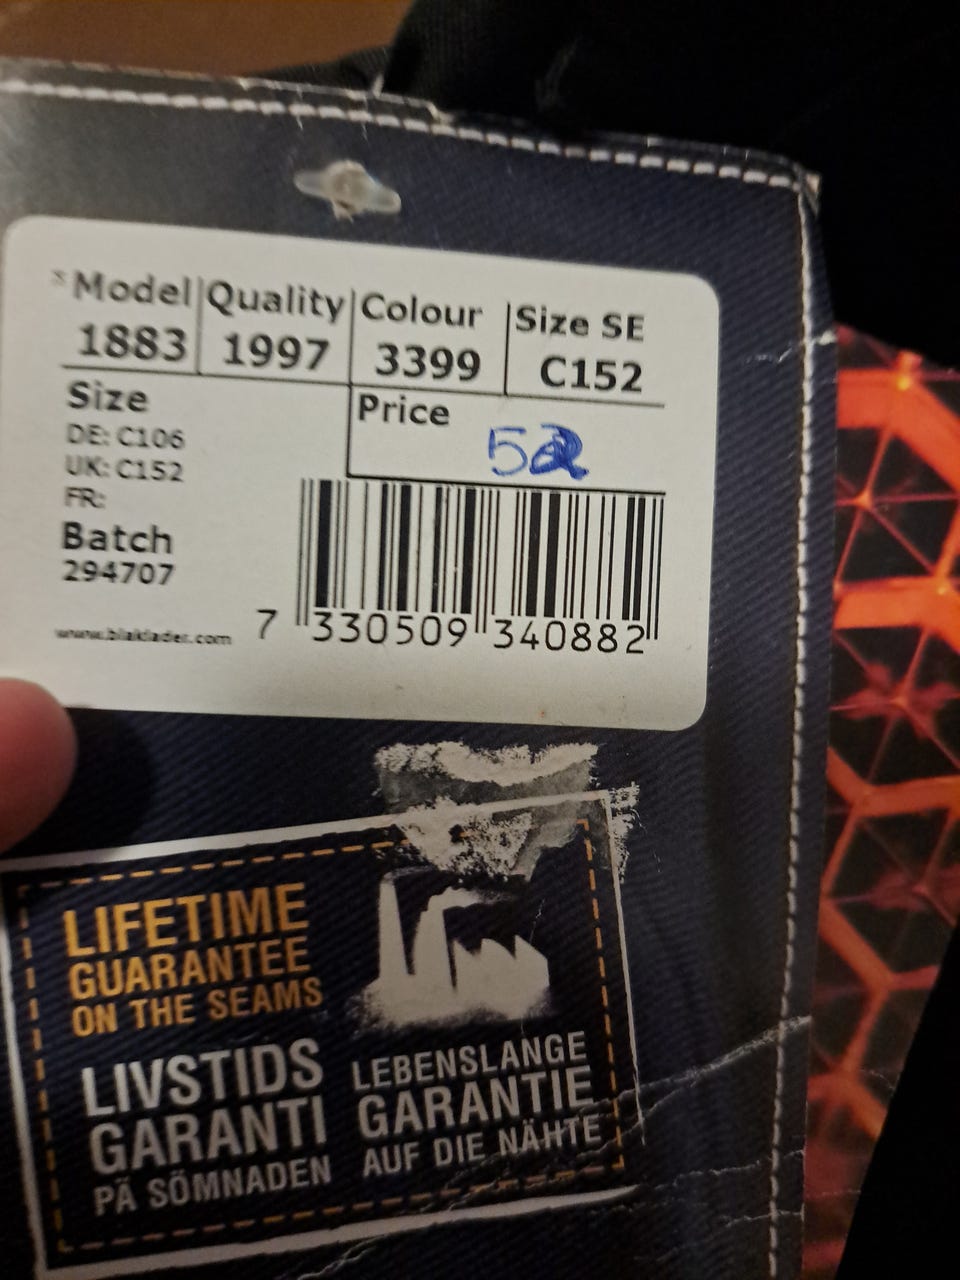 Model Quality Colour Size SE
1883 1997 3399 C152
Size
DE: C106
UK: C152
FR:
Price
52
Batch
294707
www.blaklader.com
7 330509 340882
LIFETIME
GUARANTEE
ON THE SEAMS
LIVSTIDS
GARANTI
PÅ SÖMNADEN
LEBENSLANGE
GARANTIE
AUF DIE NÄHTE